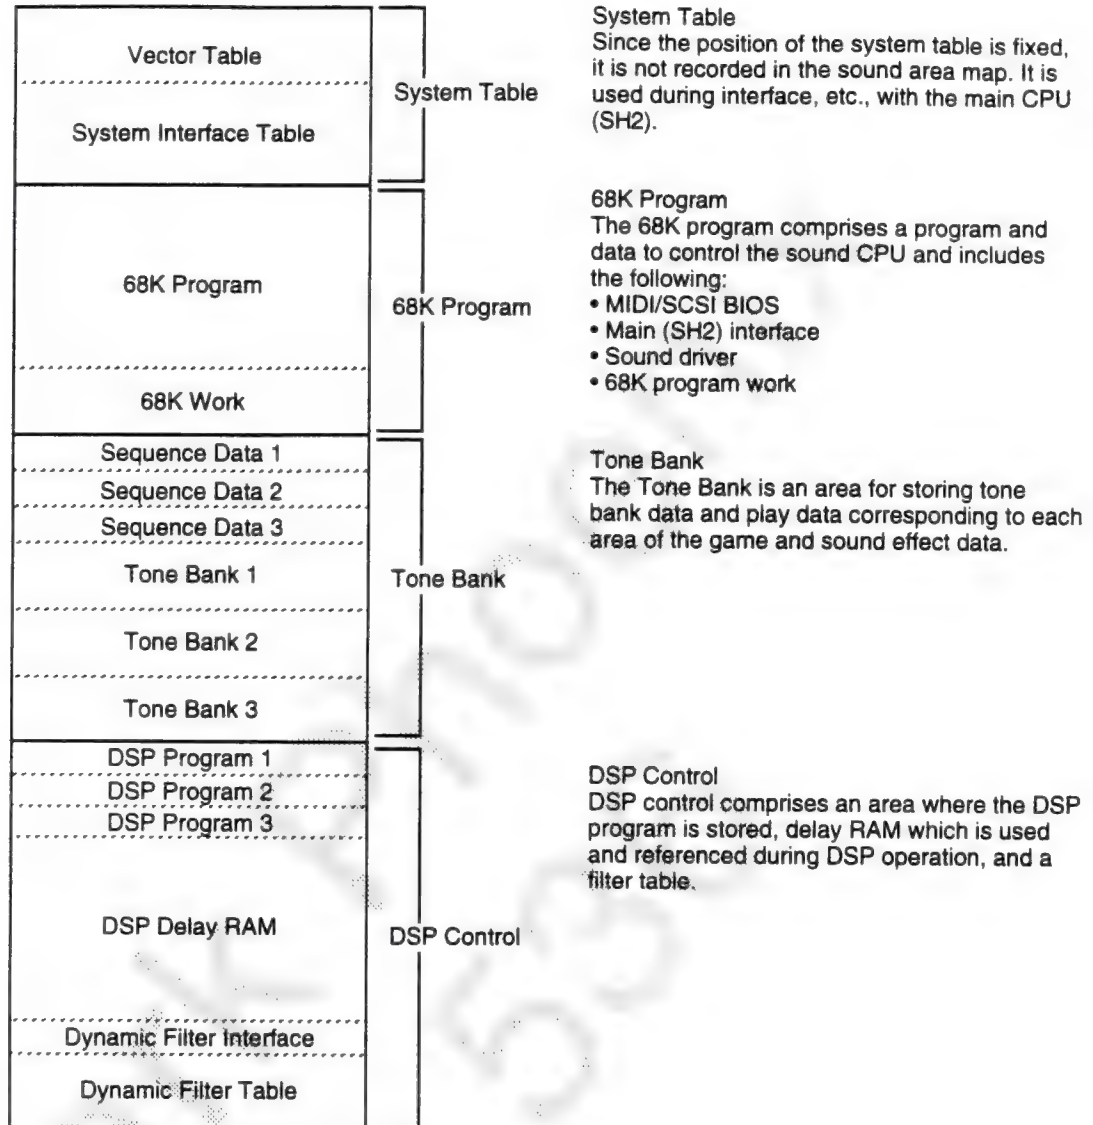 Vector Table
System Interface Table
System Table
68K Program
68K Work
68K Program
Sequence Data 1
Sequence Data 2
Sequence Data 3
Tone Bank 1
Tone Bank 2
Tone Bank 3
Tone Bank
DSP Program 1
DSP Program 2
DSP Program 3
DSP Delay RAM
Dynamic Filter Interface
Dynamic Filter Table
DSP Control
System Table
Since the position of the system table is fixed,
it is not recorded in the sound area map. It is
used during interface, etc., with the main CPU
(SH2).
68K Program
The 68K program comprises a program and
data to control the sound CPU and includes
the following:
• MIDI/SCSI BIOS
• Main (SH2) interface
• Sound driver
• 68K program work
Tone Bank
The Tone Bank is an area for storing tone
bank data and play data corresponding to each
area of the game and sound effect data.
DSP Control
DSP control comprises an area where the DSP
program is stored, delay RAM which is used
and referenced during DSP operation, and a
filter table.